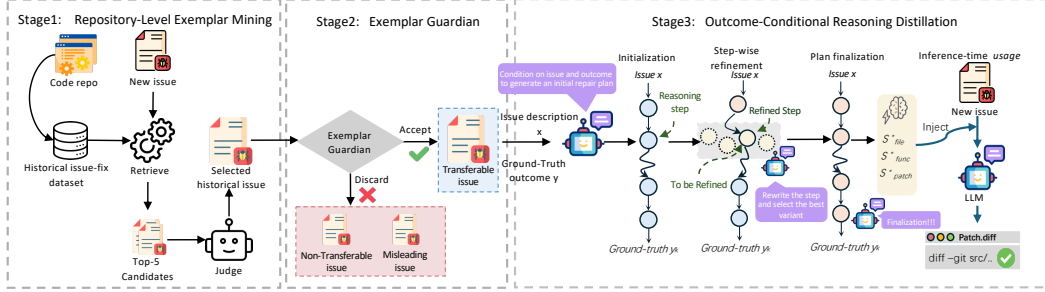 Stage1: Repository-Level Exemplar Mining
Code repo
New issue
Historical issue-fix
dataset
Retrieve
Selected
historical issue
Top-5
Candidates
Judge
Stage2: Exemplar Guardian
Exemplar
Guardian
Accept
Discard
Transferable
issue
Non-Transferable
issue
Misleading
issue
Stage3: Outcome-Conditional Reasoning Distillation
Condition on issue and outcome
to generate an initial repair plan
Issue description
x
Ground-Truth
outcome y
Initialization
Issue x
Reasoning
step
Ground-truth yₖ
Step-wise
refinement
Issue x
Refined Step
To be Refined
Rewrite the step
and select the best
variant
Ground-truth yₖ
Plan finalization
Issue x
Finalization!!!
Ground-truth yₖ
S*file
S*func
S*patch
Inject
Inference-time usage
New issue
LLM
Patch.diff
diff –git src/..